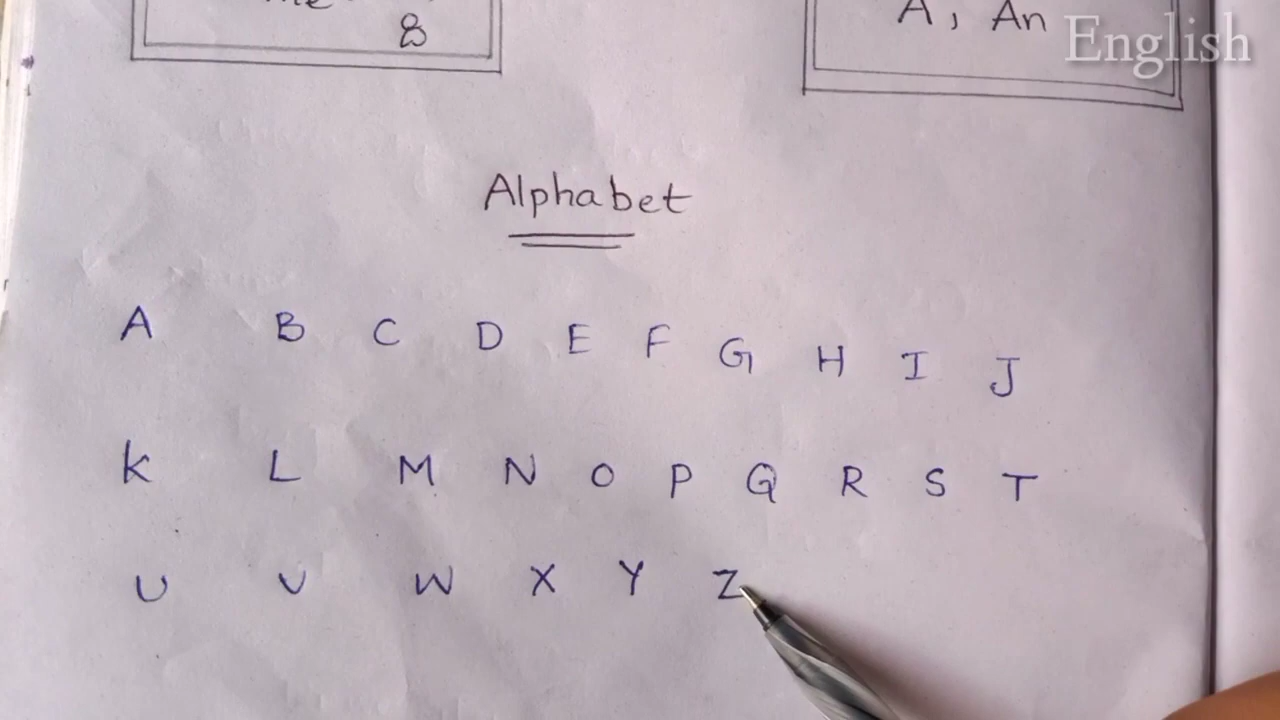 8
A, An
English
Alphabet
A B C D E F G H I J
K L M N O P Q R S T
U V W X Y Z